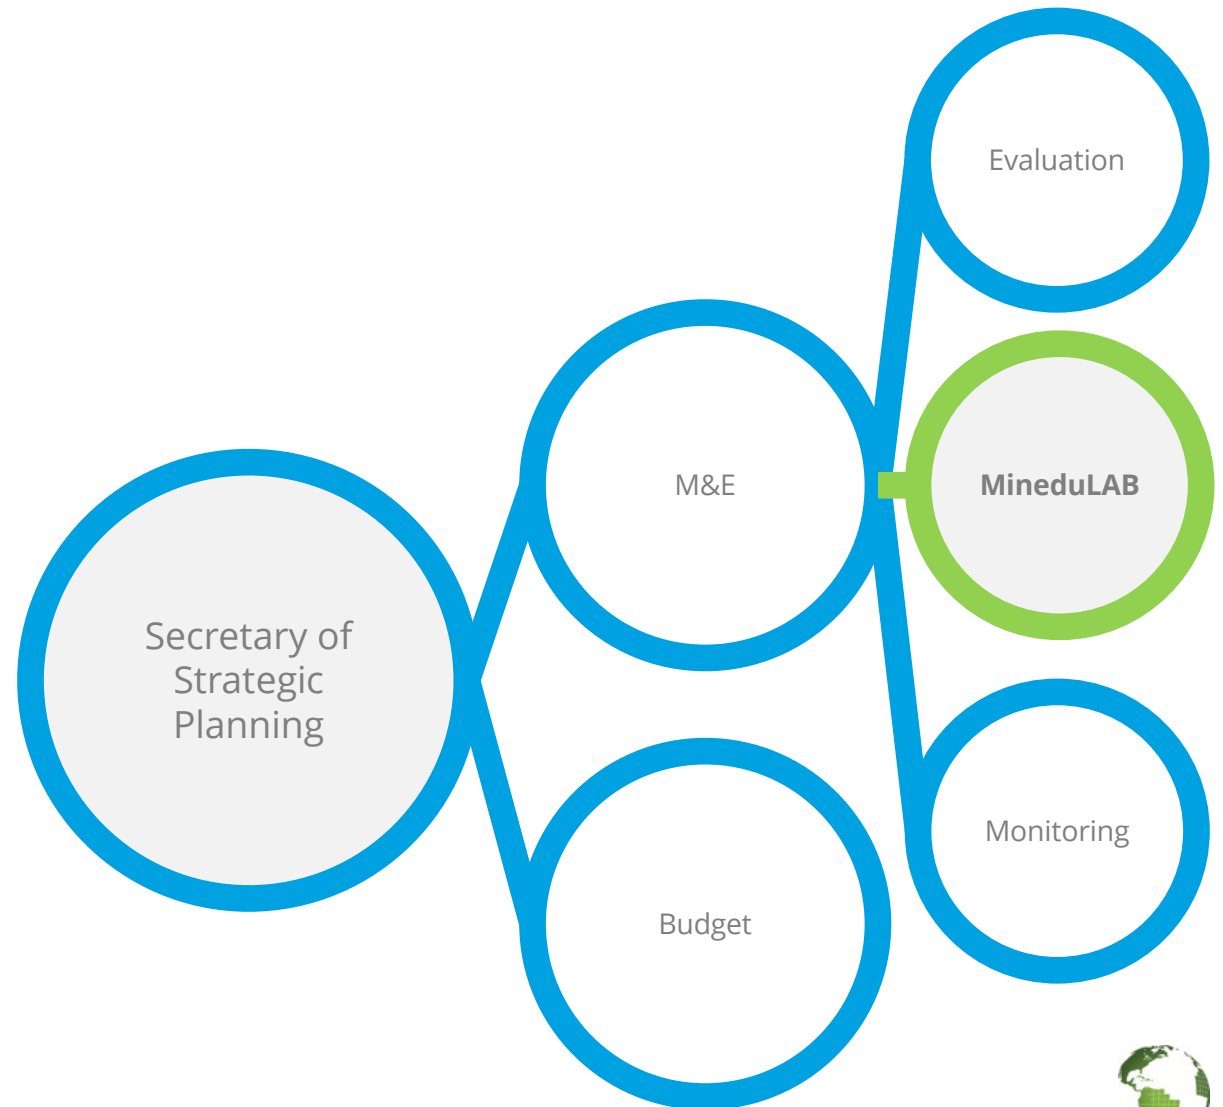 Evaluation
M&E
MineduLAB
Secretary of
Strategic
Planning
Monitoring
Budget